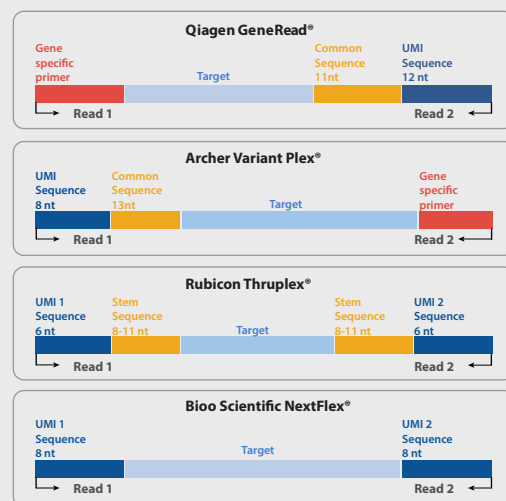 Qiagen GeneRead®
Gene
specific
primer
Target
Common
Sequence
11nt
UMI
Sequence
12 nt
Read 1
Read 2
Archer Variant Plex®
UMI
Sequence
8 nt
Common
Sequence
13nt
Target
Gene
specific
primer
Read 1
Read 2
Rubicon Thruplex®
UMI 1
Sequence
6 nt
Stem
Sequence
8-11 nt
Target
Stem
Sequence
8-11 nt
UMI 2
Sequence
6 nt
Read 1
Read 2
Bioo Scientific NextFlex®
UMI 1
Sequence
8 nt
Target
UMI 2
Sequence
8 nt
Read 1
Read 2